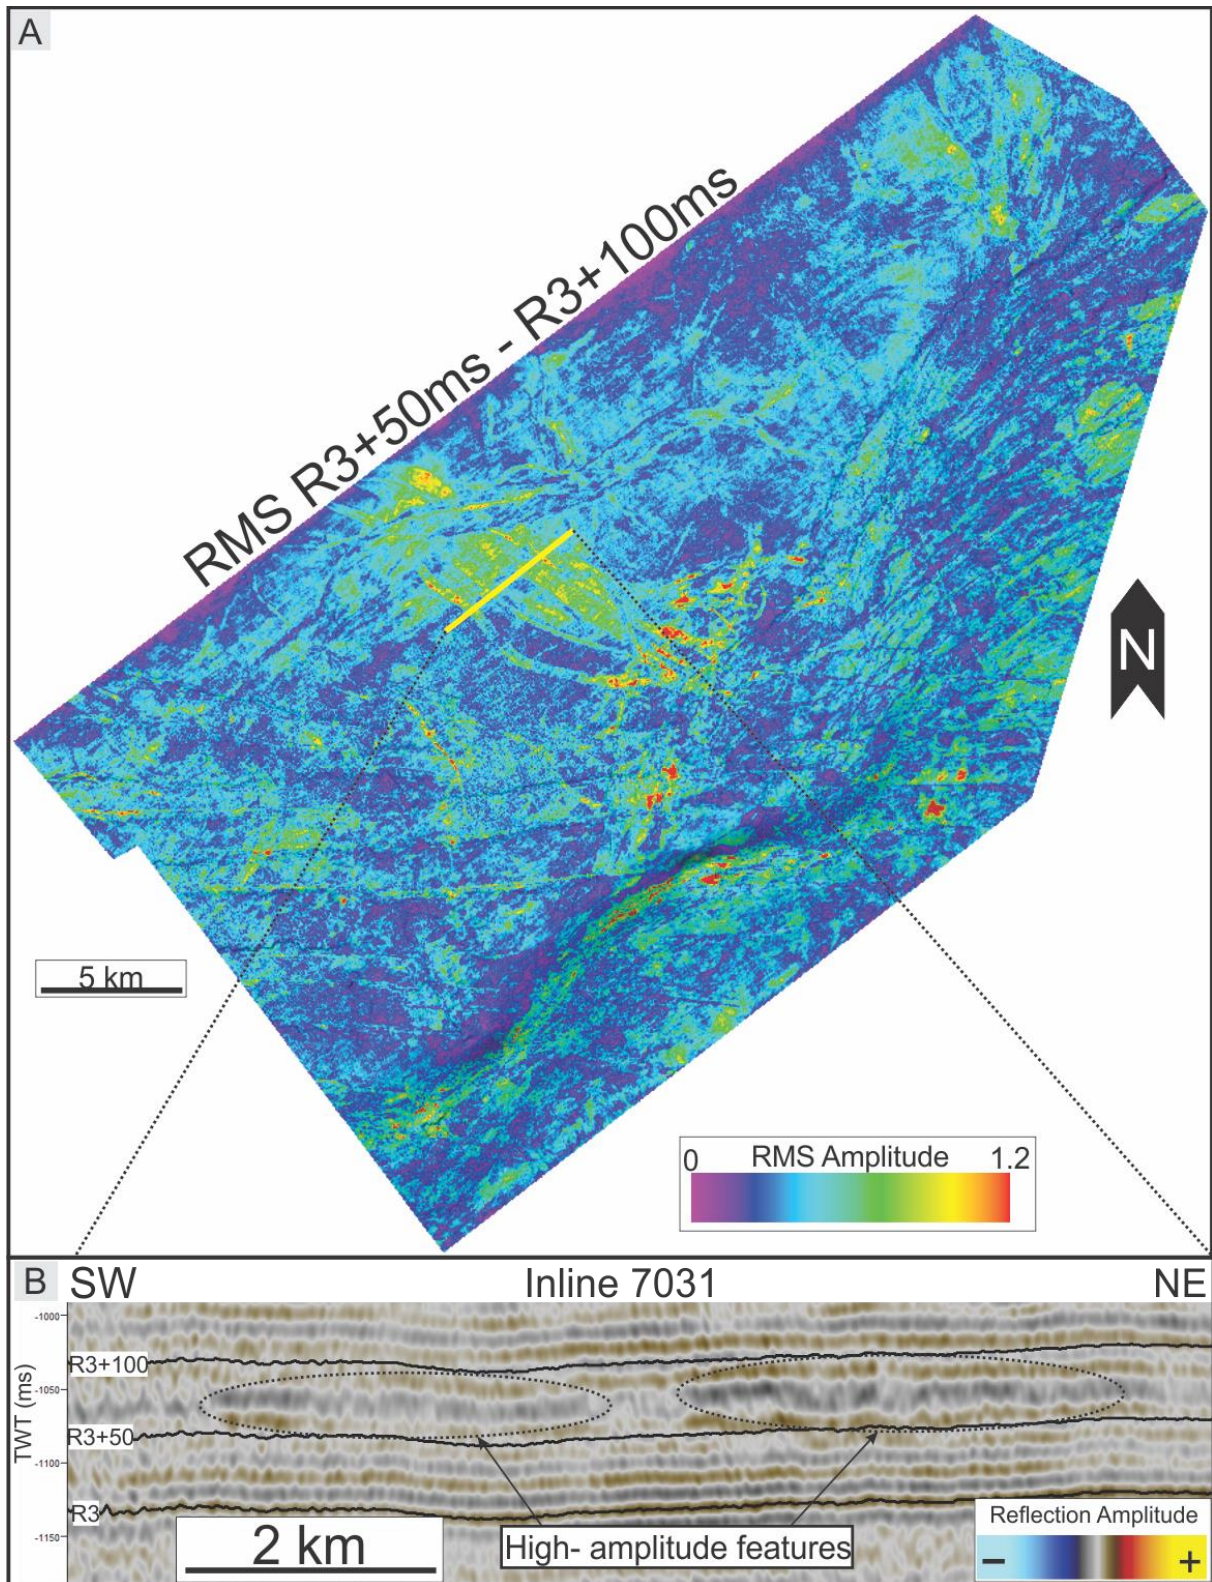 A
RMS R3+50ms - R3+100ms
N
5 km
RMS Amplitude
0 1.2
B SW Inline 7031 NE
TWT (ms)
-1000
R3+100
-1050
R3+50
-1100
R3
-1150
2 km
High- amplitude features
Reflection Amplitude
− +